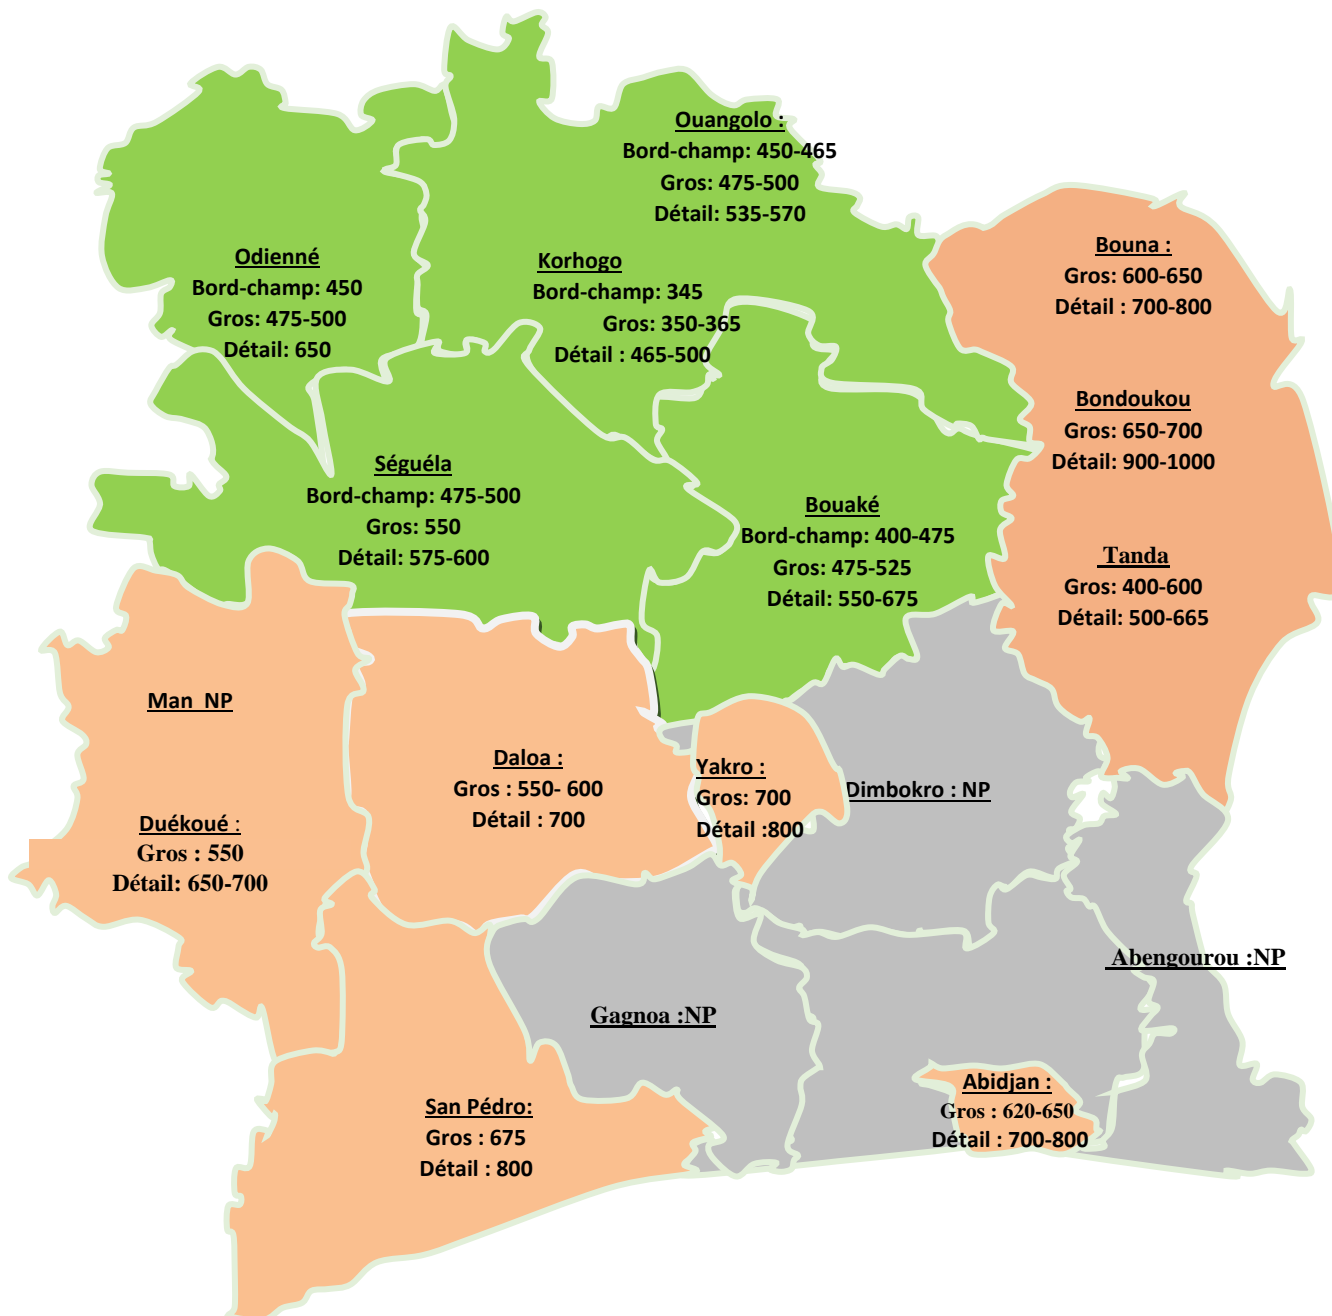 Ouangolo :
Bord-champ: 450-465
Gros: 475-500
Détail: 535-570
Odienné
Bord-champ: 450
Gros: 475-500
Détail: 650
Korhogo
Bord-champ: 345
Gros: 350-365
Détail : 465-500
Bouna :
Gros: 600-650
Détail : 700-800
Bondoukou
Gros: 650-700
Détail: 900-1000
Séguéla
Bord-champ: 475-500
Gros: 550
Détail: 575-600
Bouaké
Bord-champ: 400-475
Gros: 475-525
Détail: 550-675
Tanda
Gros: 400-600
Détail: 500-665
Man NP
Daloa :
Gros : 550- 600
Détail : 700
Yakro :
Gros: 700
Détail :800
Dimbokro : NP
Duékoué :
Gros : 550
Détail: 650-700
Abengourou :NP
Gagnoa :NP
San Pédro:
Gros : 675
Détail : 800
Abidjan :
Gros : 620-650
Détail : 700-800